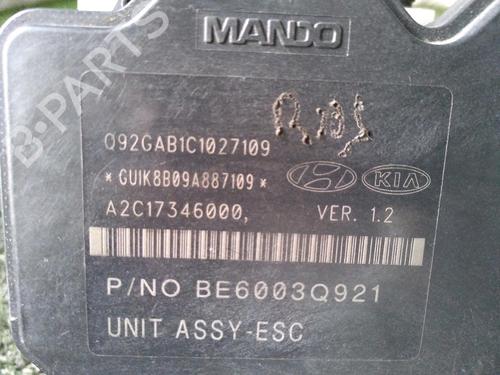 MANDO
Q92GAB1C1027109
*GUIK8B09A887109*
KIA
A2C17346000, VER. 1.2
P/NO BE6003Q921
UNIT ASSY-ESC
B-PARTS